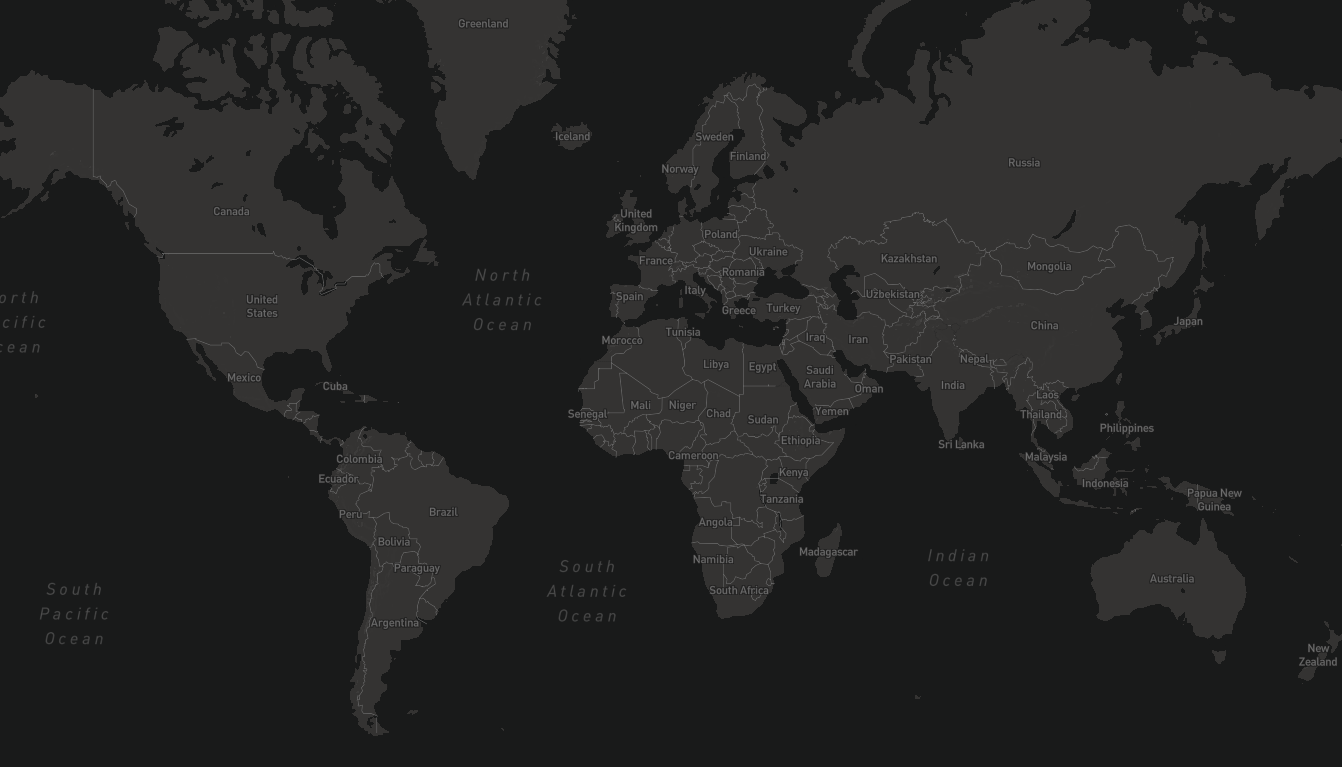 Greenland
Iceland
Sweden
Finland
Norway
Russia
Canada
United
Kingdom
Poland
Ukraine
France
Kazakhstan
Mongolia
Romania
North
Atlantic
Ocean
Italy
Spain
Uzbekistan
United
States
Greece
Turkey
China
Japan
Tunisia
Morocco
Iraq
Iran
Libya
Egypt
Pakistan
Nepal
Saudi
Arabia
Mexico
Cuba
India
Oman
Laos
Mali
Niger
Chad
Yemen
Senegal
Sudan
Thailand
Philippines
Ethiopia
Sri Lanka
Cameroon
Malaysia
Colombia
Kenya
Ecuador
Indonesia
Tanzania
Papua New
Guinea
Brazil
Peru
Angola
Bolivia
Madagascar
Indian
Ocean
Namibia
Paraguay
South
Atlantic
Ocean
Australia
South Africa
South
Pacific
Ocean
Argentina
New
Zealand
orth
cific
ean